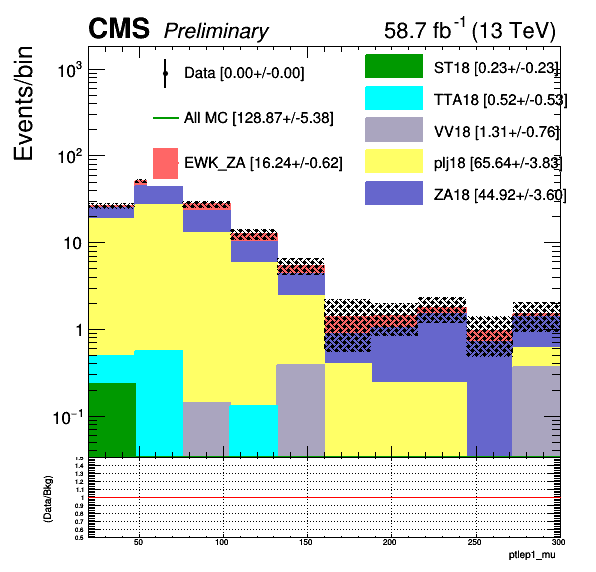 CMS Preliminary 58.7 fb⁻¹ (13 TeV)
Events/bin
10³
10²
10
1
10⁻¹
Data [0.00+/-0.00]
All MC [128.87+/-5.38]
EWK_ZA [16.24+/-0.62]
ST18 [0.23+/-0.23]
TTA18 [0.52+/-0.53]
VV18 [1.31+/-0.76]
plj18 [65.64+/-3.83]
ZA18 [44.92+/-3.60]
(Data/Bkg)
1.5
1.4
1.3
1.2
1.1
1
0.9
0.8
0.7
0.6
0.5
50 100 150 200 250 300
ptlep1_mu